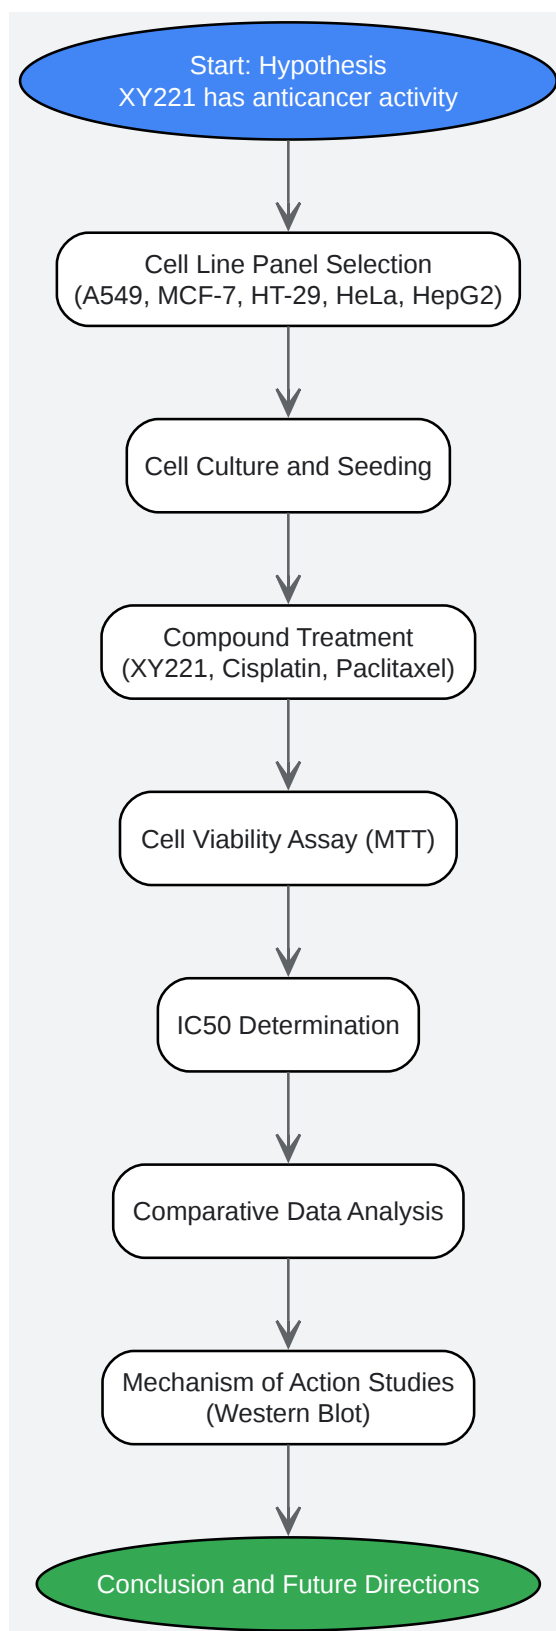 Start: Hypothesis
XY221 has anticancer activity
Cell Line Panel Selection
(A549, MCF-7, HT-29, HeLa, HepG2)
Cell Culture and Seeding
Compound Treatment
(XY221, Cisplatin, Paclitaxel)
Cell Viability Assay (MTT)
IC50 Determination
Comparative Data Analysis
Mechanism of Action Studies
(Western Blot)
Conclusion and Future Directions